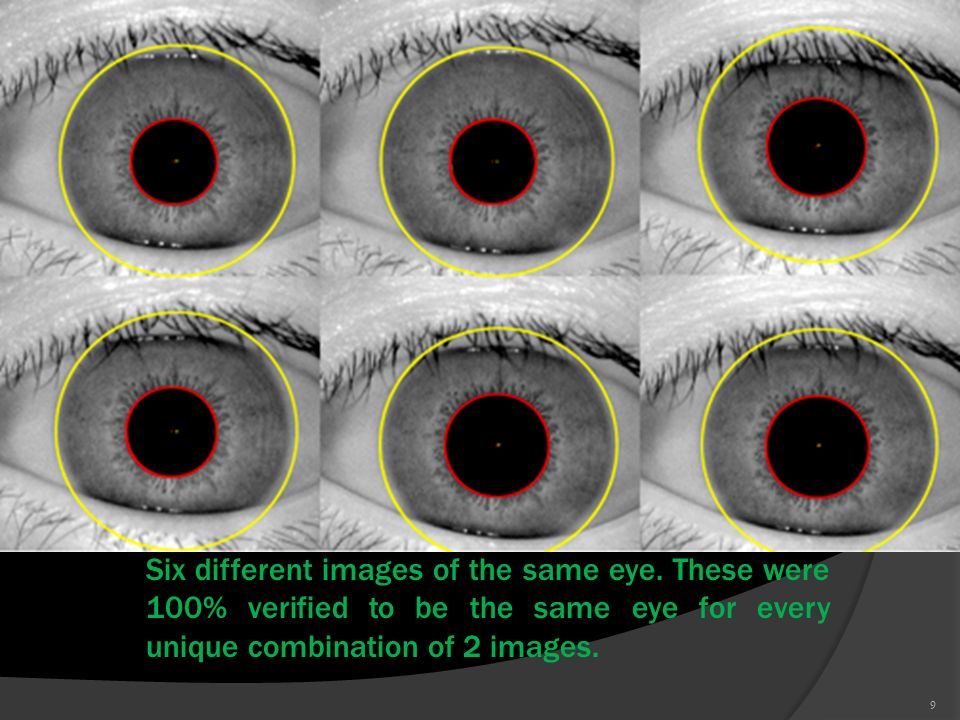 Six different images of the same eye. These were
100% verified to be the same eye for every
unique combination of 2 images.
9